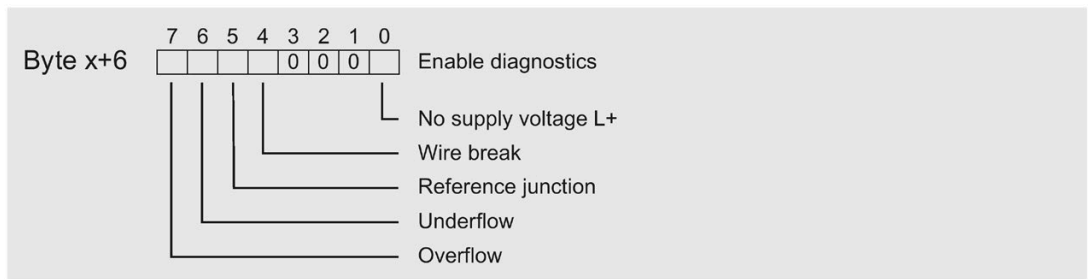 7 6 5 4 3 2 1 0
Byte x+6 0 0 0 Enable diagnostics
No supply voltage L+
Wire break
Reference junction
Underflow
Overflow